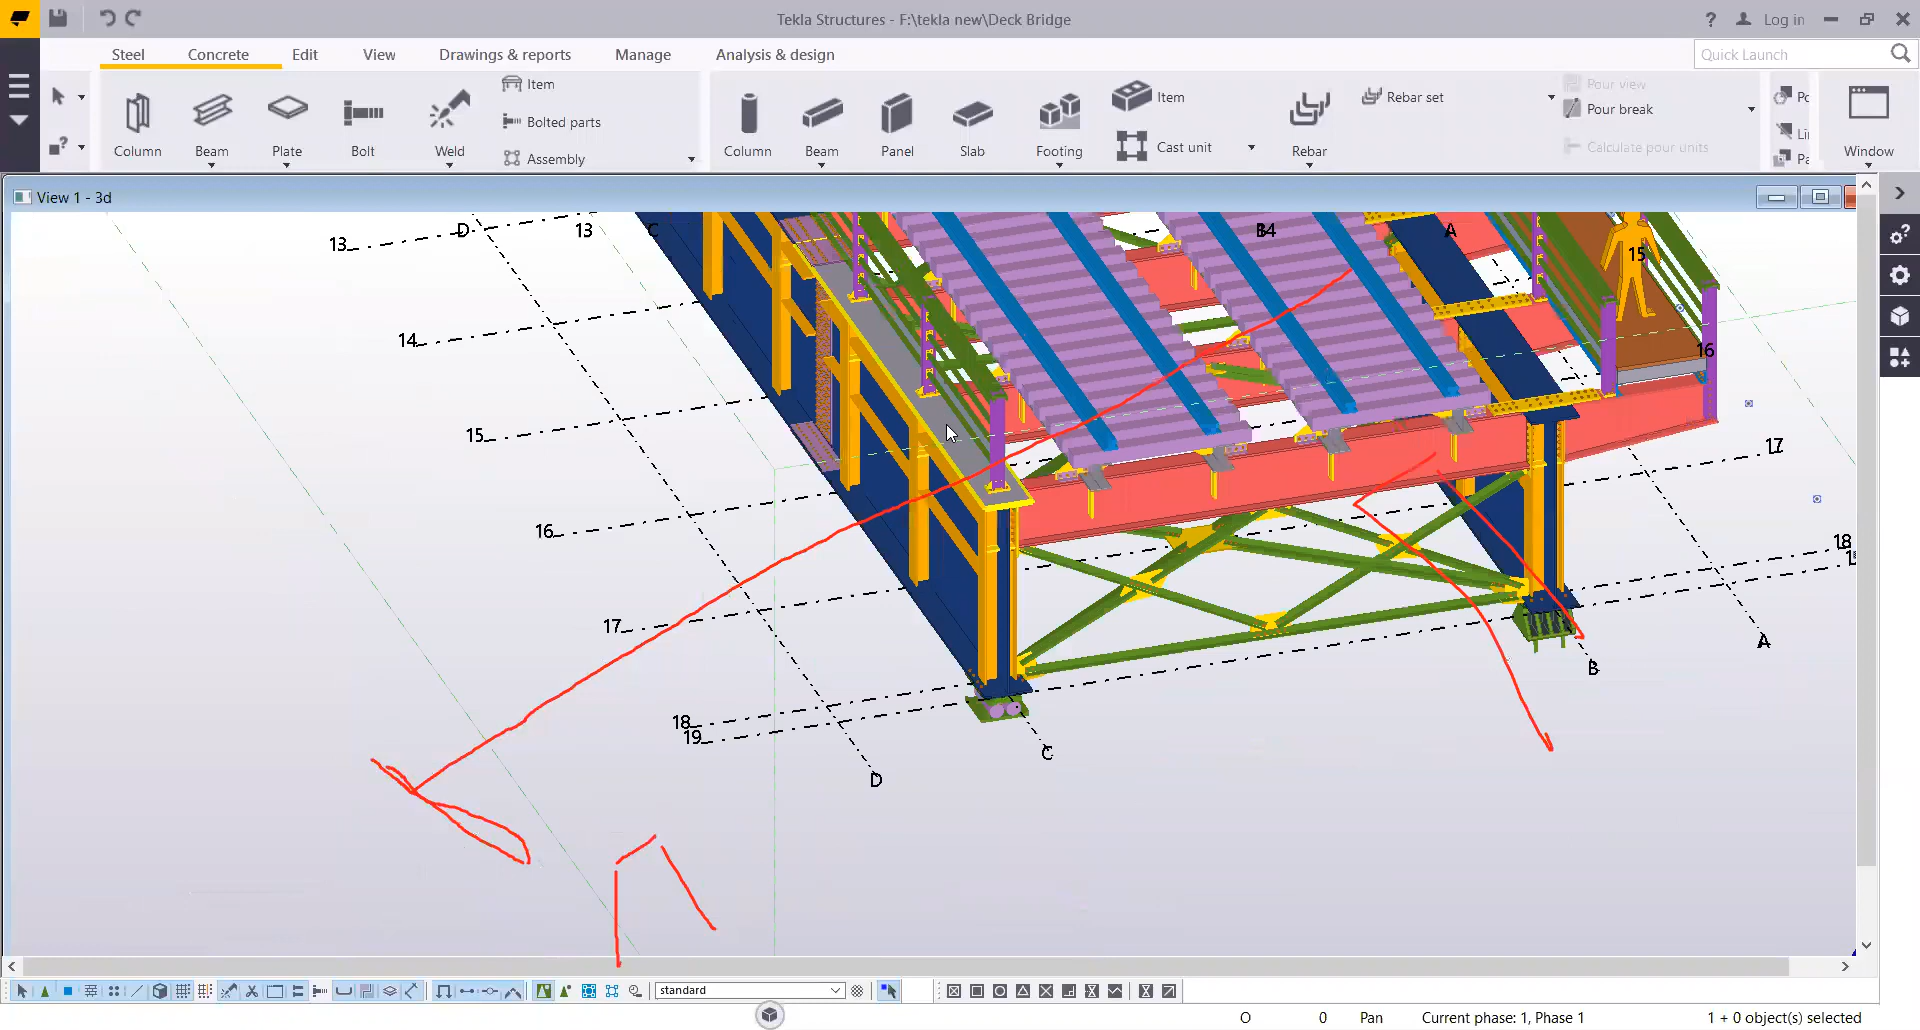 Tekla Structures - F:\tekla new\Deck Bridge
? Log in
Steel Concrete Edit View Drawings & reports Manage Analysis & design
Quick Launch
Column Beam Plate Bolt Weld
Item
Bolted parts
Assembly
Column Beam Panel Slab Footing
Item
Cast unit
Rebar
Rebar set
Pour view
Pour break
Calculate pour units
Window
View 1 - 3d
13 D 13 C A
15
14
16
15
17
16
18
17
A
B
18
19
C
D
standard
O 0 Pan Current phase: 1, Phase 1 1 + 0 object(s) selected